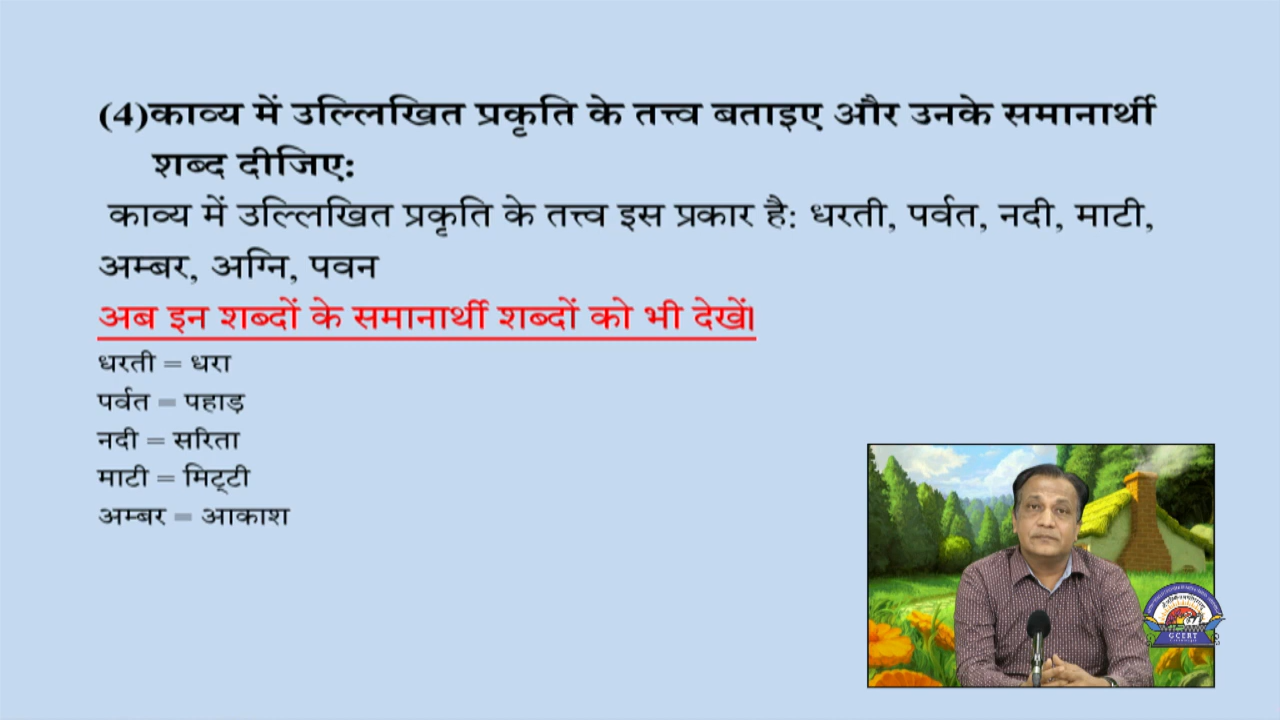 (4)काव्य में उल्लिखित प्रकृति के तत्त्व बताइए और उनके समानार्थी
शब्द दीजिए:
काव्य में उल्लिखित प्रकृति के तत्त्व इस प्रकार है: धरती, पर्वत, नदी, माटी,
अम्बर, अग्नि, पवन
अब इन शब्दों के समानार्थी शब्दों को भी देखें।
धरती = धरा
पर्वत = पहाड़
नदी = सरिता
माटी = मिट्टी
अम्बर = आकाश
GCERT